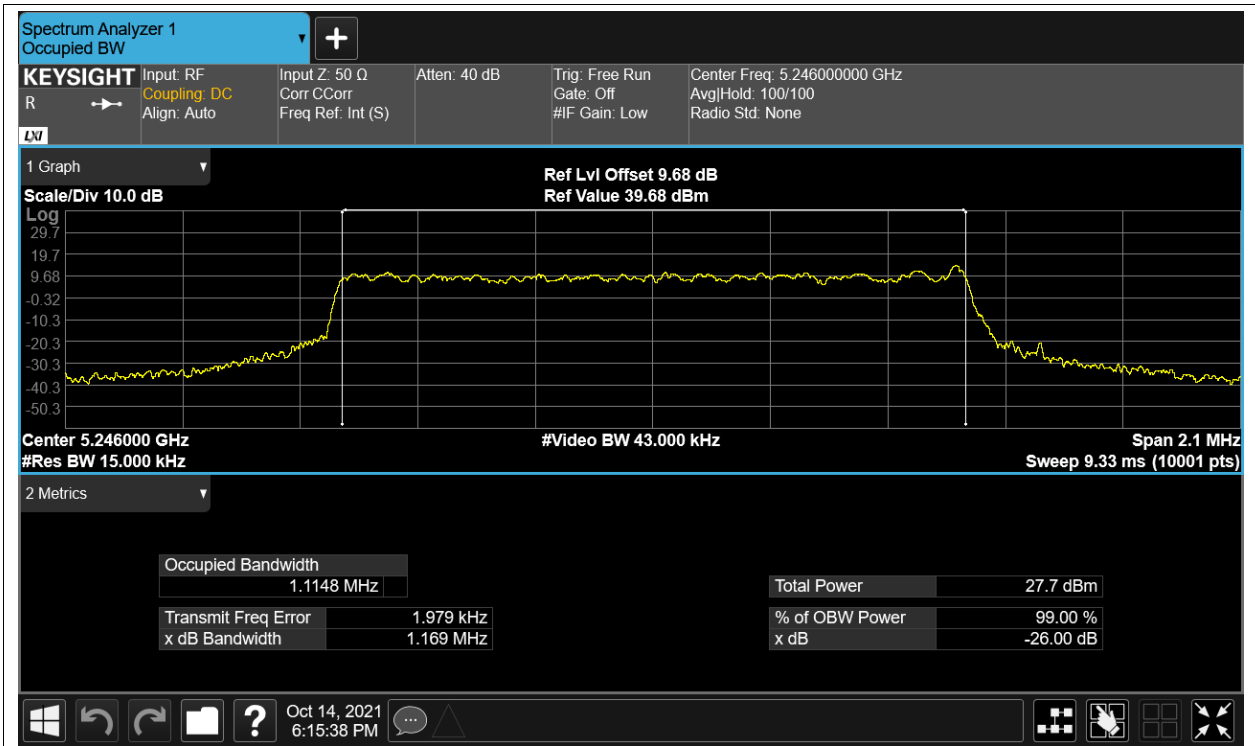 Spectrum Analyzer 1
Occupied BW
KEYSIGHT
R
LXI
Input: RF
Coupling: DC
Align: Auto
Input Z: 50 Ω
Corr CCorr
Freq Ref: Int (S)
Atten: 40 dB
Trig: Free Run
Gate: Off
#IF Gain: Low
Center Freq: 5.246000000 GHz
Avg|Hold: 100/100
Radio Std: None
1 Graph
Scale/Div 10.0 dB
Ref Lvl Offset 9.68 dB
Ref Value 39.68 dBm
Log
29.7
19.7
9.68
-0.32
-10.3
-20.3
-30.3
-40.3
-50.3
Center 5.246000 GHz
#Video BW 43.000 kHz
Span 2.1 MHz
#Res BW 15.000 kHz
Sweep 9.33 ms (10001 pts)
2 Metrics
Occupied Bandwidth
1.1148 MHz
Total Power 27.7 dBm
Transmit Freq Error 1.979 kHz
% of OBW Power 99.00 %
x dB Bandwidth 1.169 MHz
x dB -26.00 dB
?
Oct 14, 2021
6:15:38 PM